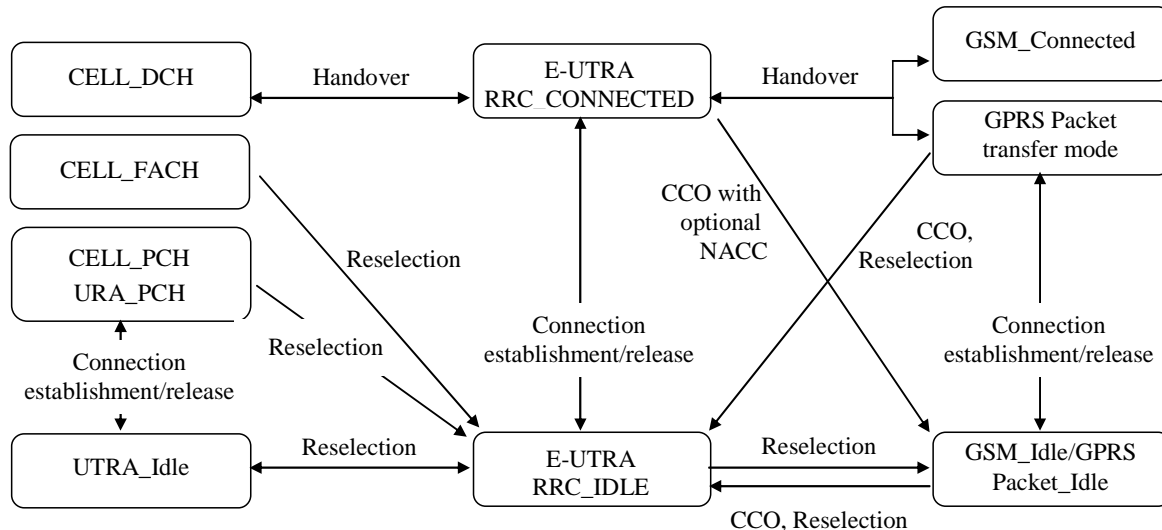 CELL_DCH
Handover
E-UTRA
RRC_CONNECTED
Handover
GSM_Connected
GPRS Packet
transfer mode
CELL_FACH
CCO with
optional
NACC
CCO,
Reselection
Reselection
CELL_PCH
URA_PCH
Reselection
Connection
establishment/release
Connection
establishment/release
Connection
establishment/release
UTRA_Idle
Reselection
E-UTRA
RRC_IDLE
Reselection
GSM_Idle/GPRS
Packet_Idle
CCO, Reselection